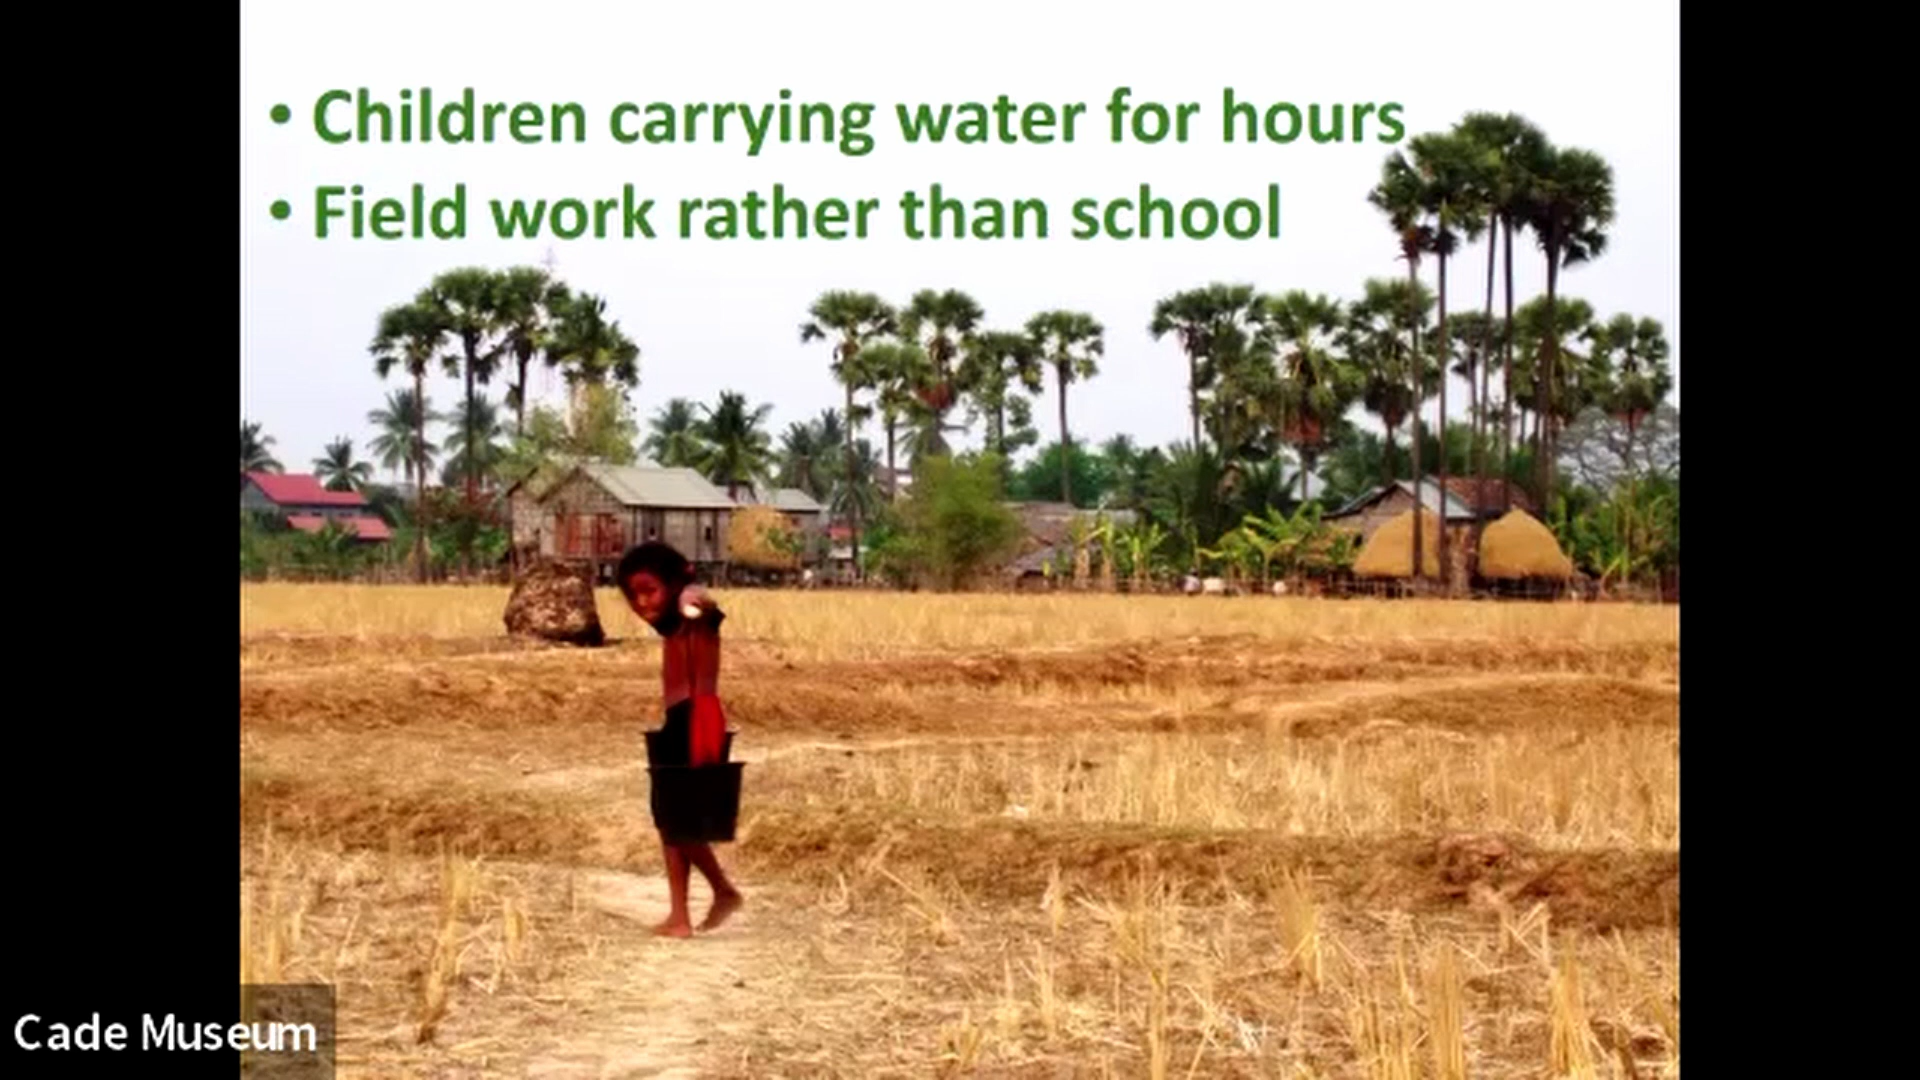 • Children carrying water for hours
• Field work rather than school
Cade Museum